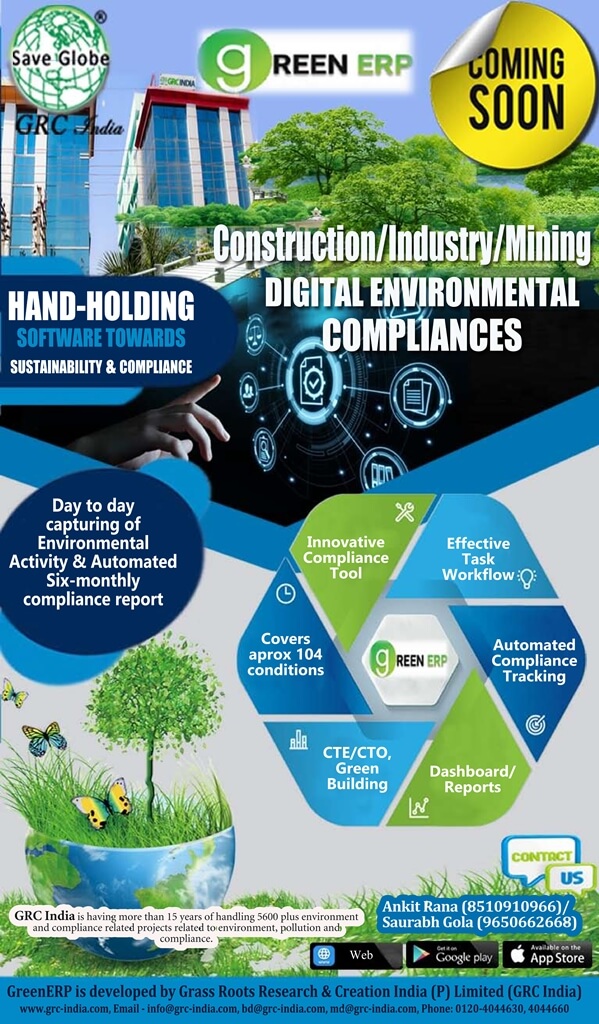 ®
Save Globe
GRC India
GRCINDIA
gREEN ERP
COMING
SOON
Construction/Industry/Mining
DIGITAL ENVIRONMENTAL
COMPLIANCES
HAND-HOLDING
SOFTWARE TOWARDS
SUSTAINABILITY & COMPLIANCE
Day to day
capturing of
Environmental
Activity & Automated
Six-monthly
compliance report
Innovative
Compliance
Tool
Effective
Task
Workflow
Covers
aprox 104
conditions
gREEN ERP
Automated
Compliance
Tracking
CTE/CTO,
Green
Building
Dashboard/
Reports
CONTACT
US
GRC India is having more than 15 years of handling 5600 plus environment
and compliance related projects related to environment, pollution and
compliance.
Ankit Rana (8510910966)/
Saurabh Gola (9650662668)
Web
Get it on
Google play
Available on the
App Store
GreenERP is developed by Grass Roots Research & Creation India (P) Limited (GRC India)
www.grc-india.com, Email - info@grc-india.com, bd@grc-india.com, md@grc-india.com, Phone: 0120-4044630, 4044660